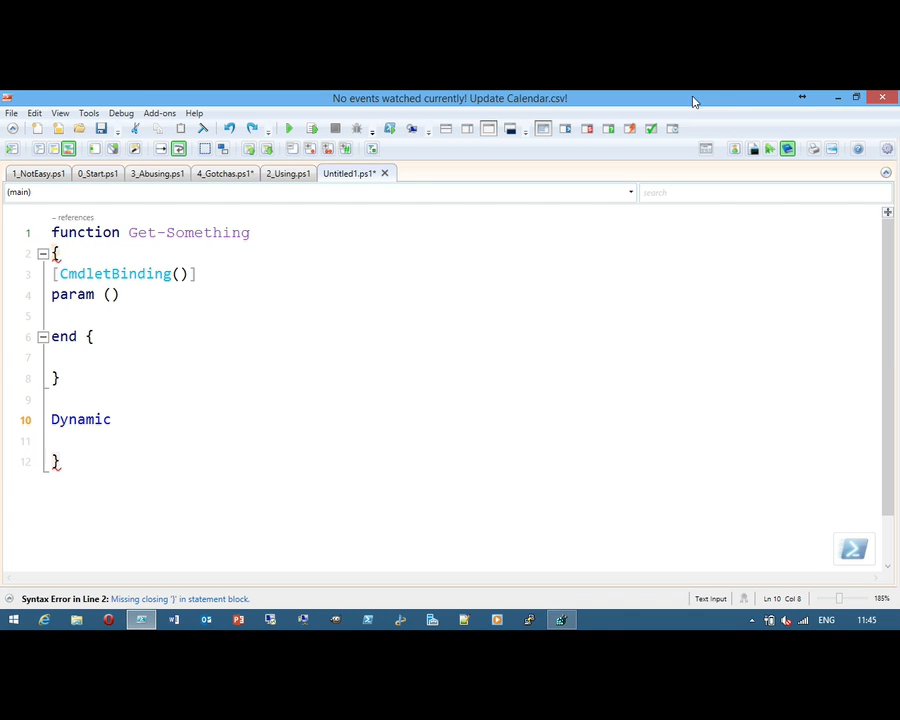 No events watched currently! Update Calendar.csv!
File Edit View Tools Debug Add-ons Help
1_NotEasy.ps1 0_Start.ps1 3_Abusing.ps1 4_Gotchas.ps1* 2_Using.ps1 Untitled1.ps1*
(main) search
– references
1 function Get-Something
2 {
3 [CmdletBinding()]
4 param ()
5
6 end {
7
8 }
9
10 Dynamic
11
12 }
Syntax Error in Line 2: Missing closing '}' in statement block. Text Input Ln 10 Col 8 185%
ENG 11:45